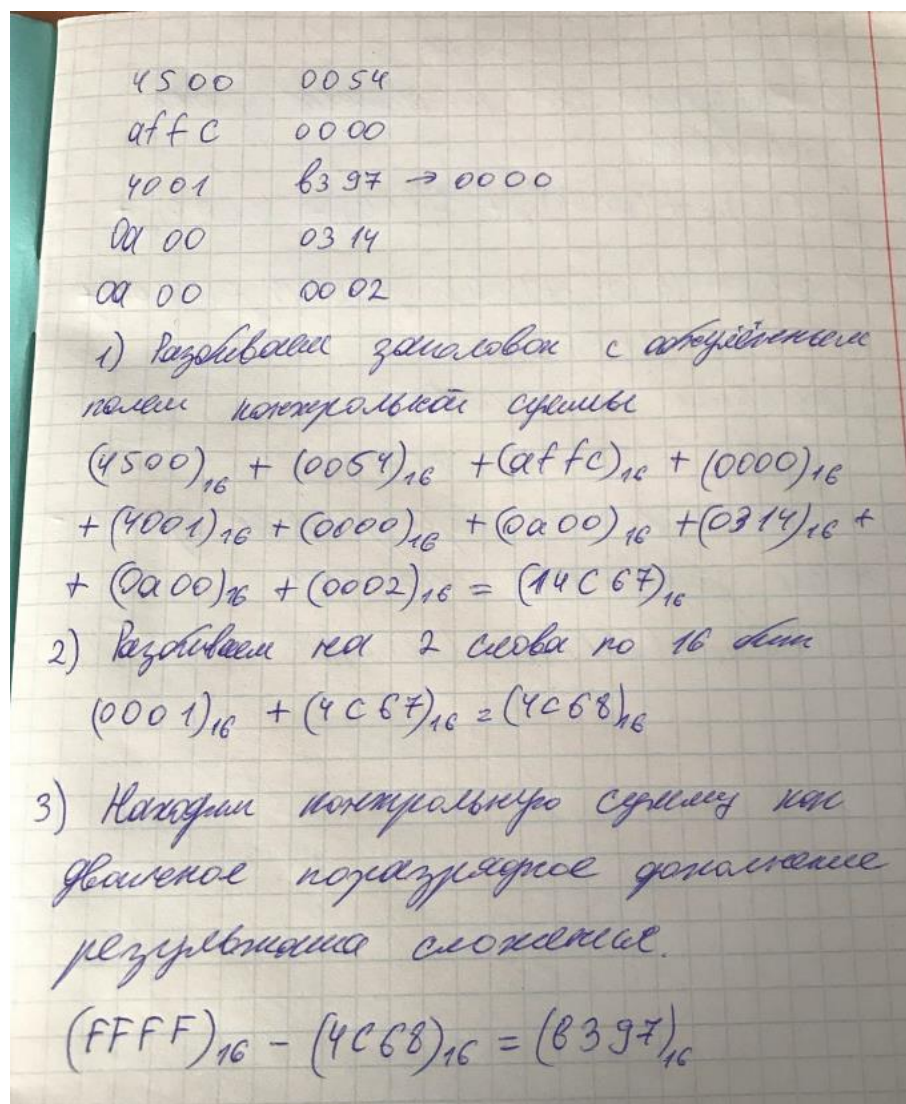 4500 0054
affc 0000
4001 b397 → 0000
0a 00 0314
0a 00 00 02
1) Разбиваем заголовок с обнулённым
полем контрольной суммы
(4500)₁₆ + (0054)₁₆ + (affc)₁₆ + (0000)₁₆
+ (4001)₁₆ + (0000)₁₆ + (0a00)₁₆ + (0314)₁₆ +
+ (0a00)₁₆ + (0002)₁₆ = (14C67)₁₆
2) Разбиваем на 2 слова по 16 бит
(0001)₁₆ + (4C67)₁₆ = (4C68)₁₆
3) Находим контрольную сумму как
двоичное поразрядное дополнение
результата сложения.
(FFFF)₁₆ - (4C68)₁₆ = (B397)₁₆